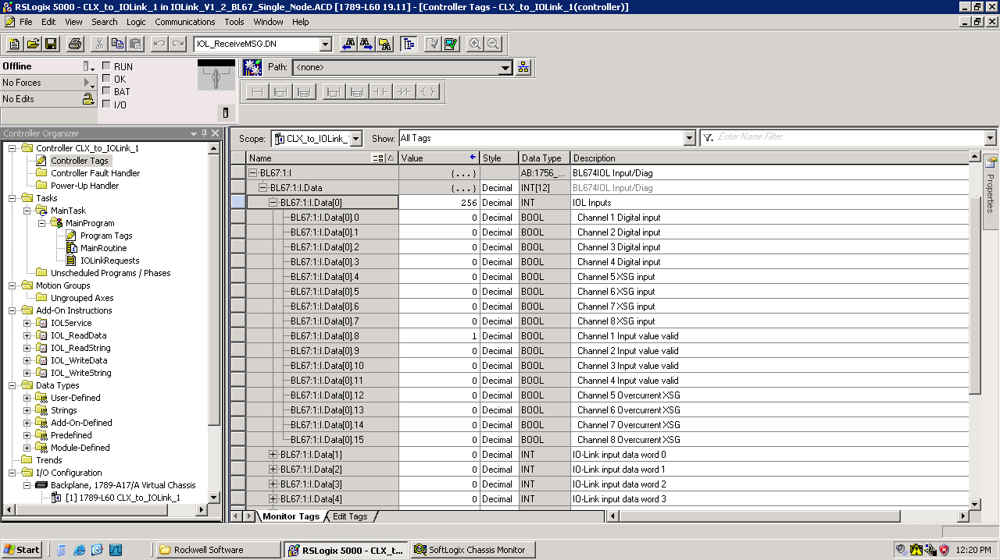 RSLogix 5000 - CLX_to_IOLink_1 in IOLink_V1_2_BL67_Single_Node.ACD [1789-L60 19.11] - [Controller Tags - CLX_to_IOLink_1(controller)]
File Edit View Search Logic Communications Tools Window Help
IOL_ReceiveMSG.DN
Offline RUN Path: <none>
No Forces OK
No Edits BAT
I/O
Controller Organizer
Controller CLX_to_IOLink_1
Controller Tags
Controller Fault Handler
Power-Up Handler
Tasks
MainTask
MainProgram
Program Tags
MainRoutine
IOLinkRequests
Unscheduled Programs / Phases
Motion Groups
Ungrouped Axes
Add-On Instructions
IOLService
IOL_ReadData
IOL_ReadString
IOL_WriteData
IOL_WriteString
Data Types
User-Defined
Strings
Add-On-Defined
Predefined
Module-Defined
Trends
I/O Configuration
Backplane, 1789-A17/A Virtual Chassis
[1] 1789-L60 CLX_to_IOLink_1
Scope: CLX_to_IOLink_ Show: All Tags Enter Name Filter...
Name Value Style Data Type Description
BL67:1:I {...} AB:1756_... BL674IOL Input/Diag
BL67:1:I.Data {...} Decimal INT[12] BL674IOL Input/Diag
BL67:1:I.Data[0] 256 Decimal INT IOL Inputs
BL67:1:I.Data[0].0 0 Decimal BOOL Channel 1 Digital input
BL67:1:I.Data[0].1 0 Decimal BOOL Channel 2 Digital input
BL67:1:I.Data[0].2 0 Decimal BOOL Channel 3 Digital input
BL67:1:I.Data[0].3 0 Decimal BOOL Channel 4 Digital input
BL67:1:I.Data[0].4 0 Decimal BOOL Channel 5 XSG input
BL67:1:I.Data[0].5 0 Decimal BOOL Channel 6 XSG input
BL67:1:I.Data[0].6 0 Decimal BOOL Channel 7 XSG input
BL67:1:I.Data[0].7 0 Decimal BOOL Channel 8 XSG input
BL67:1:I.Data[0].8 1 Decimal BOOL Channel 1 Input value valid
BL67:1:I.Data[0].9 0 Decimal BOOL Channel 2 Input value valid
BL67:1:I.Data[0].10 0 Decimal BOOL Channel 3 Input value valid
BL67:1:I.Data[0].11 0 Decimal BOOL Channel 4 Input value valid
BL67:1:I.Data[0].12 0 Decimal BOOL Channel 5 Overcurrent XSG
BL67:1:I.Data[0].13 0 Decimal BOOL Channel 6 Overcurrent XSG
BL67:1:I.Data[0].14 0 Decimal BOOL Channel 7 Overcurrent XSG
BL67:1:I.Data[0].15 0 Decimal BOOL Channel 8 Overcurrent XSG
BL67:1:I.Data[1] 0 Decimal INT IO-Link input data word 0
BL67:1:I.Data[2] 0 Decimal INT IO-Link input data word 1
BL67:1:I.Data[3] 0 Decimal INT IO-Link input data word 2
BL67:1:I.Data[4] 0 Decimal INT IO-Link input data word 3
Monitor Tags Edit Tags
Properties
Start Rockwell Software RSLogix 5000 - CLX_t... SoftLogix Chassis Monitor 12:20 PM